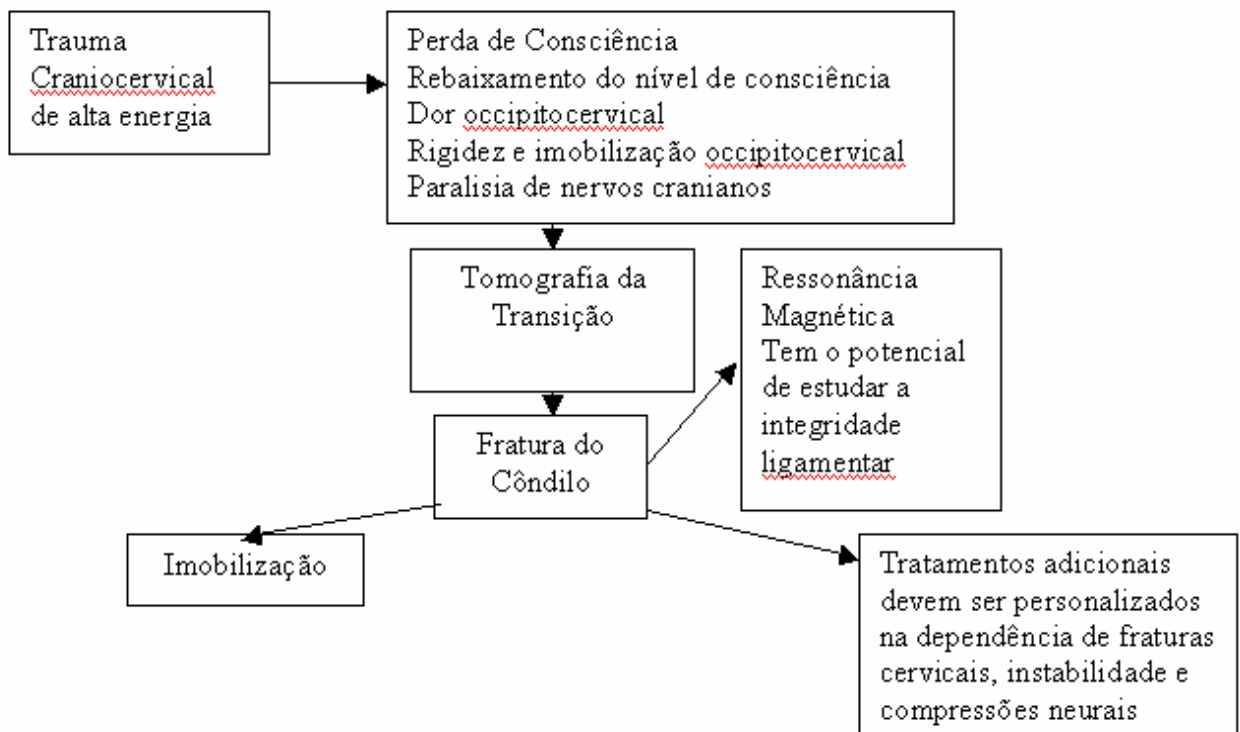 Trauma
Craniocervical
de alta energia
Perda de Consciência
Rebaixamento do nível de consciência
Dor occipitocervical
Rigidez e imobilização occipitocervical
Paralisia de nervos cranianos
Tomografia da
Transição
Ressonância
Magnética
Tem o potencial
de estudar a
integridade
ligamentar
Fratura do
Côndilo
Imobilização
Tratamentos adicionais
devem ser personalizados
na dependência de fraturas
cervicais, instabilidade e
compressões neurais